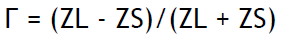 Γ = (ZL - ZS)/(ZL + ZS)